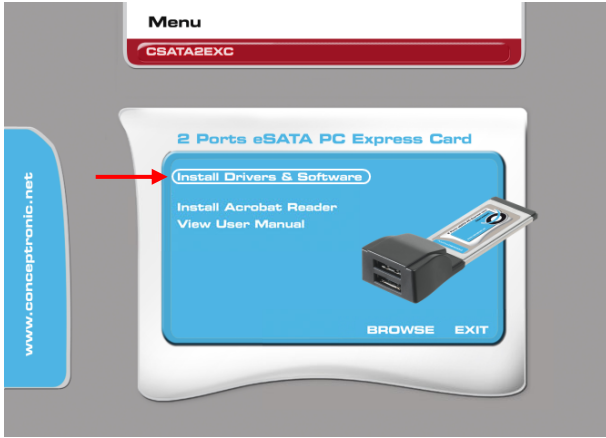 Menu
CSATA2EXC
2 Ports eSATA PC Express Card
Install Drivers & Software
Install Acrobat Reader
View User Manual
BROWSE EXIT
www.conceptronic.net